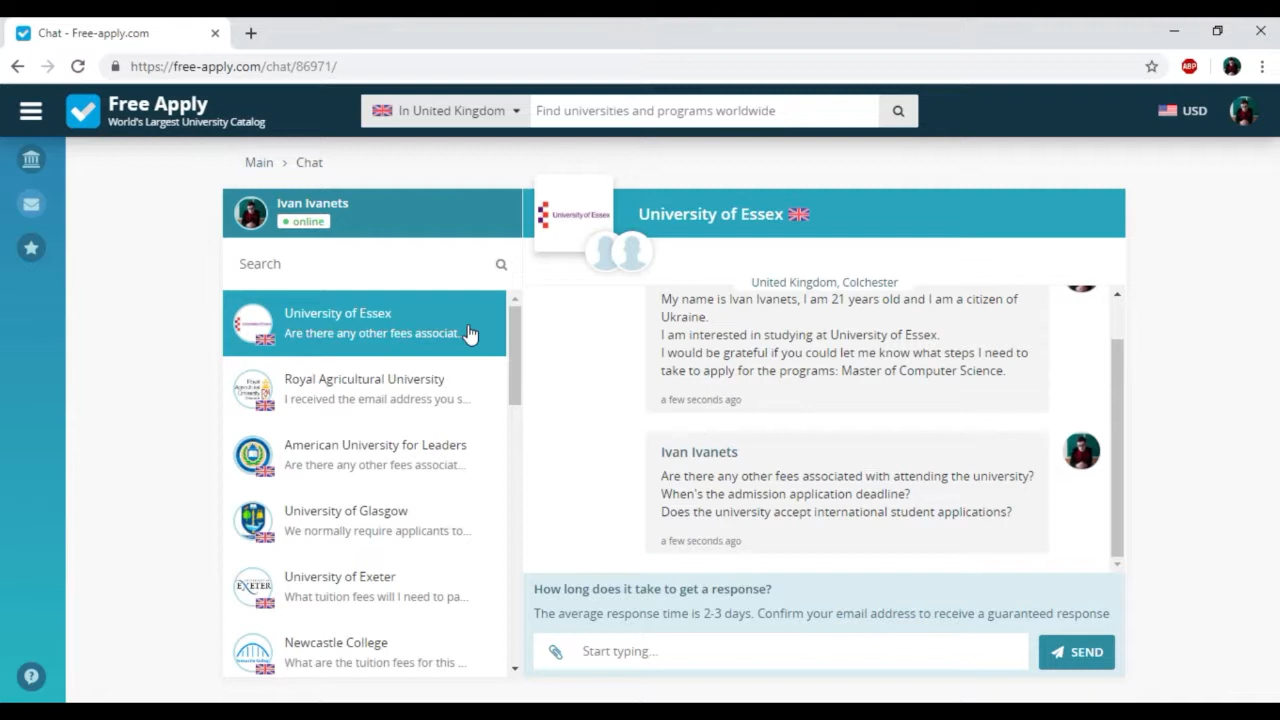 Chat - Free-apply.com
https://free-apply.com/chat/86971/
ABP
Free Apply
World's Largest University Catalog
In United Kingdom
Find universities and programs worldwide
USD
Main > Chat
Ivan Ivanets
online
Search
University of Essex
Are there any other fees associat...
Royal Agricultural University
I received the email address you s...
American University for Leaders
Are there any other fees associat...
University of Glasgow
We normally require applicants to...
University of Exeter
What tuition fees will I need to pa...
EXETER
Newcastle College
What are the tuition fees for this ...
University of Essex
University of Essex
United Kingdom, Colchester
My name is Ivan Ivanets, I am 21 years old and I am a citizen of
Ukraine.
I am interested in studying at University of Essex.
I would be grateful if you could let me know what steps I need to
take to apply for the programs: Master of Computer Science.
a few seconds ago
Ivan Ivanets
Are there any other fees associated with attending the university?
When's the admission application deadline?
Does the university accept international student applications?
a few seconds ago
How long does it take to get a response?
The average response time is 2-3 days. Confirm your email address to receive a guaranteed response
Start typing...
SEND